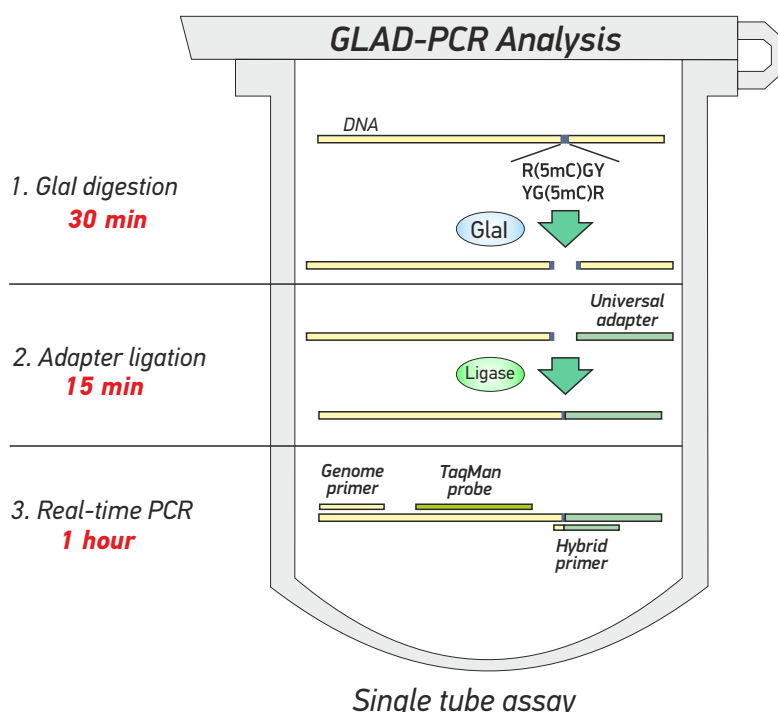 GLAD-PCR Analysis
DNA
R(5mC)GY
YG(5mC)R
1. GlaI digestion
30 min
GlaI
Universal
adapter
2. Adapter ligation
15 min
Ligase
Genome
primer
TaqMan
probe
3. Real-time PCR
1 hour
Hybrid
primer
Single tube assay